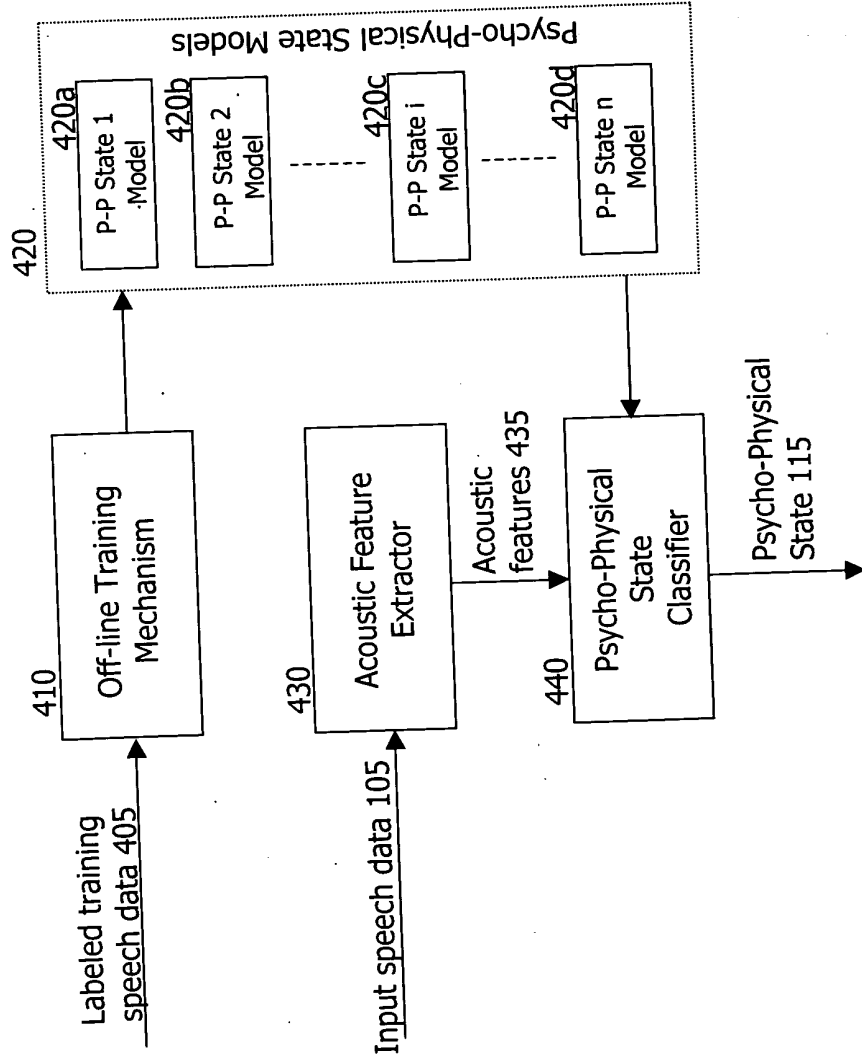 Labeled training
speech data 405
410
Off-line Training
Mechanism
420
Psycho-Physical State Models
420a
P-P State 1
Model
420b
P-P State 2
Model
420c
P-P State i
Model
420d
P-P State n
Model
Input speech data 105
430
Acoustic Feature
Extractor
Acoustic
features 435
440
Psycho-Physical
State
Classifier
Psycho-Physical
State 115